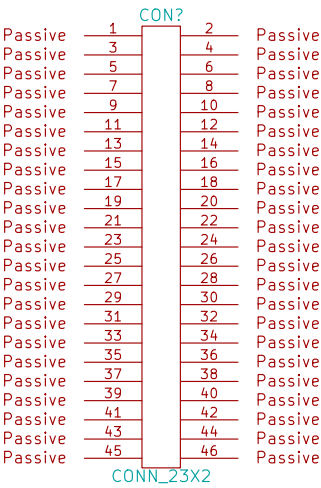 CON?
Passive 1 2 Passive
Passive 3 4 Passive
Passive 5 6 Passive
Passive 7 8 Passive
Passive 9 10 Passive
Passive 11 12 Passive
Passive 13 14 Passive
Passive 15 16 Passive
Passive 17 18 Passive
Passive 19 20 Passive
Passive 21 22 Passive
Passive 23 24 Passive
Passive 25 26 Passive
Passive 27 28 Passive
Passive 29 30 Passive
Passive 31 32 Passive
Passive 33 34 Passive
Passive 35 36 Passive
Passive 37 38 Passive
Passive 39 40 Passive
Passive 41 42 Passive
Passive 43 44 Passive
Passive 45 46 Passive
CONN_23X2